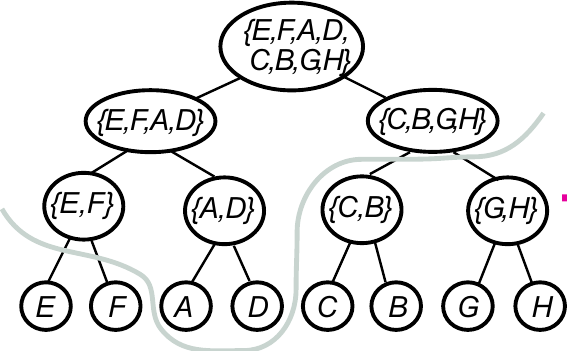 {E,F,A,D,
C,B,G,H}
{E,F,A,D}
{C,B,G,H}
{E,F}
{A,D}
{C,B}
{G,H}
E
F
A
D
C
B
G
H